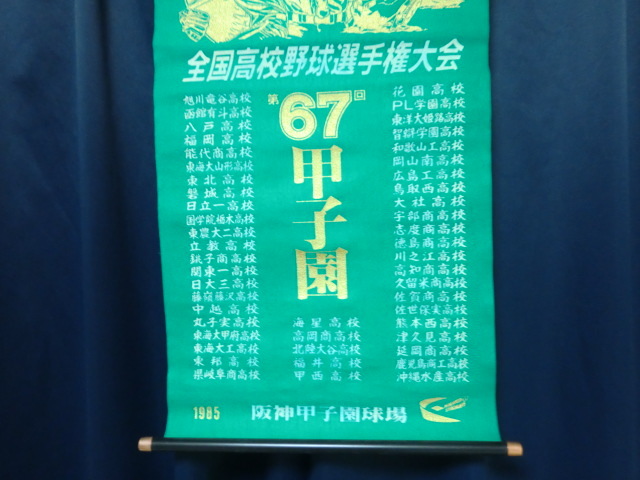 全国高校野球選手権大会
第67回
甲子園
旭川竜谷高校
函館有斗高校
八戸高校
福岡高校
能代商高校
東海大山形高校
東北高校
磐城高校
日立一高校
国学院栃木高校
東農大二高校
立教高校
銚子商高校
関東一高校
日大三高校
藤嶺藤沢高校
中越高校
丸子実高校
東海大甲府高校
東海大工高校
東邦高校
県岐阜商高校
海星高校
高岡商高校
北陸大谷高校
福井高校
甲西高校
花園高校
PL学園高校
東洋大姫路高校
智辯学園高校
和歌山工高校
岡山南高校
広島工高校
鳥取西高校
大社高校
宇部商高校
志度商高校
徳島商高校
川之江高校
高知商高校
久留米商高校
佐賀商高校
佐世保実高校
熊本西高校
津久見高校
延岡商高校
鹿児島商工高校
沖縄水産高校
1985 阪神甲子園球場